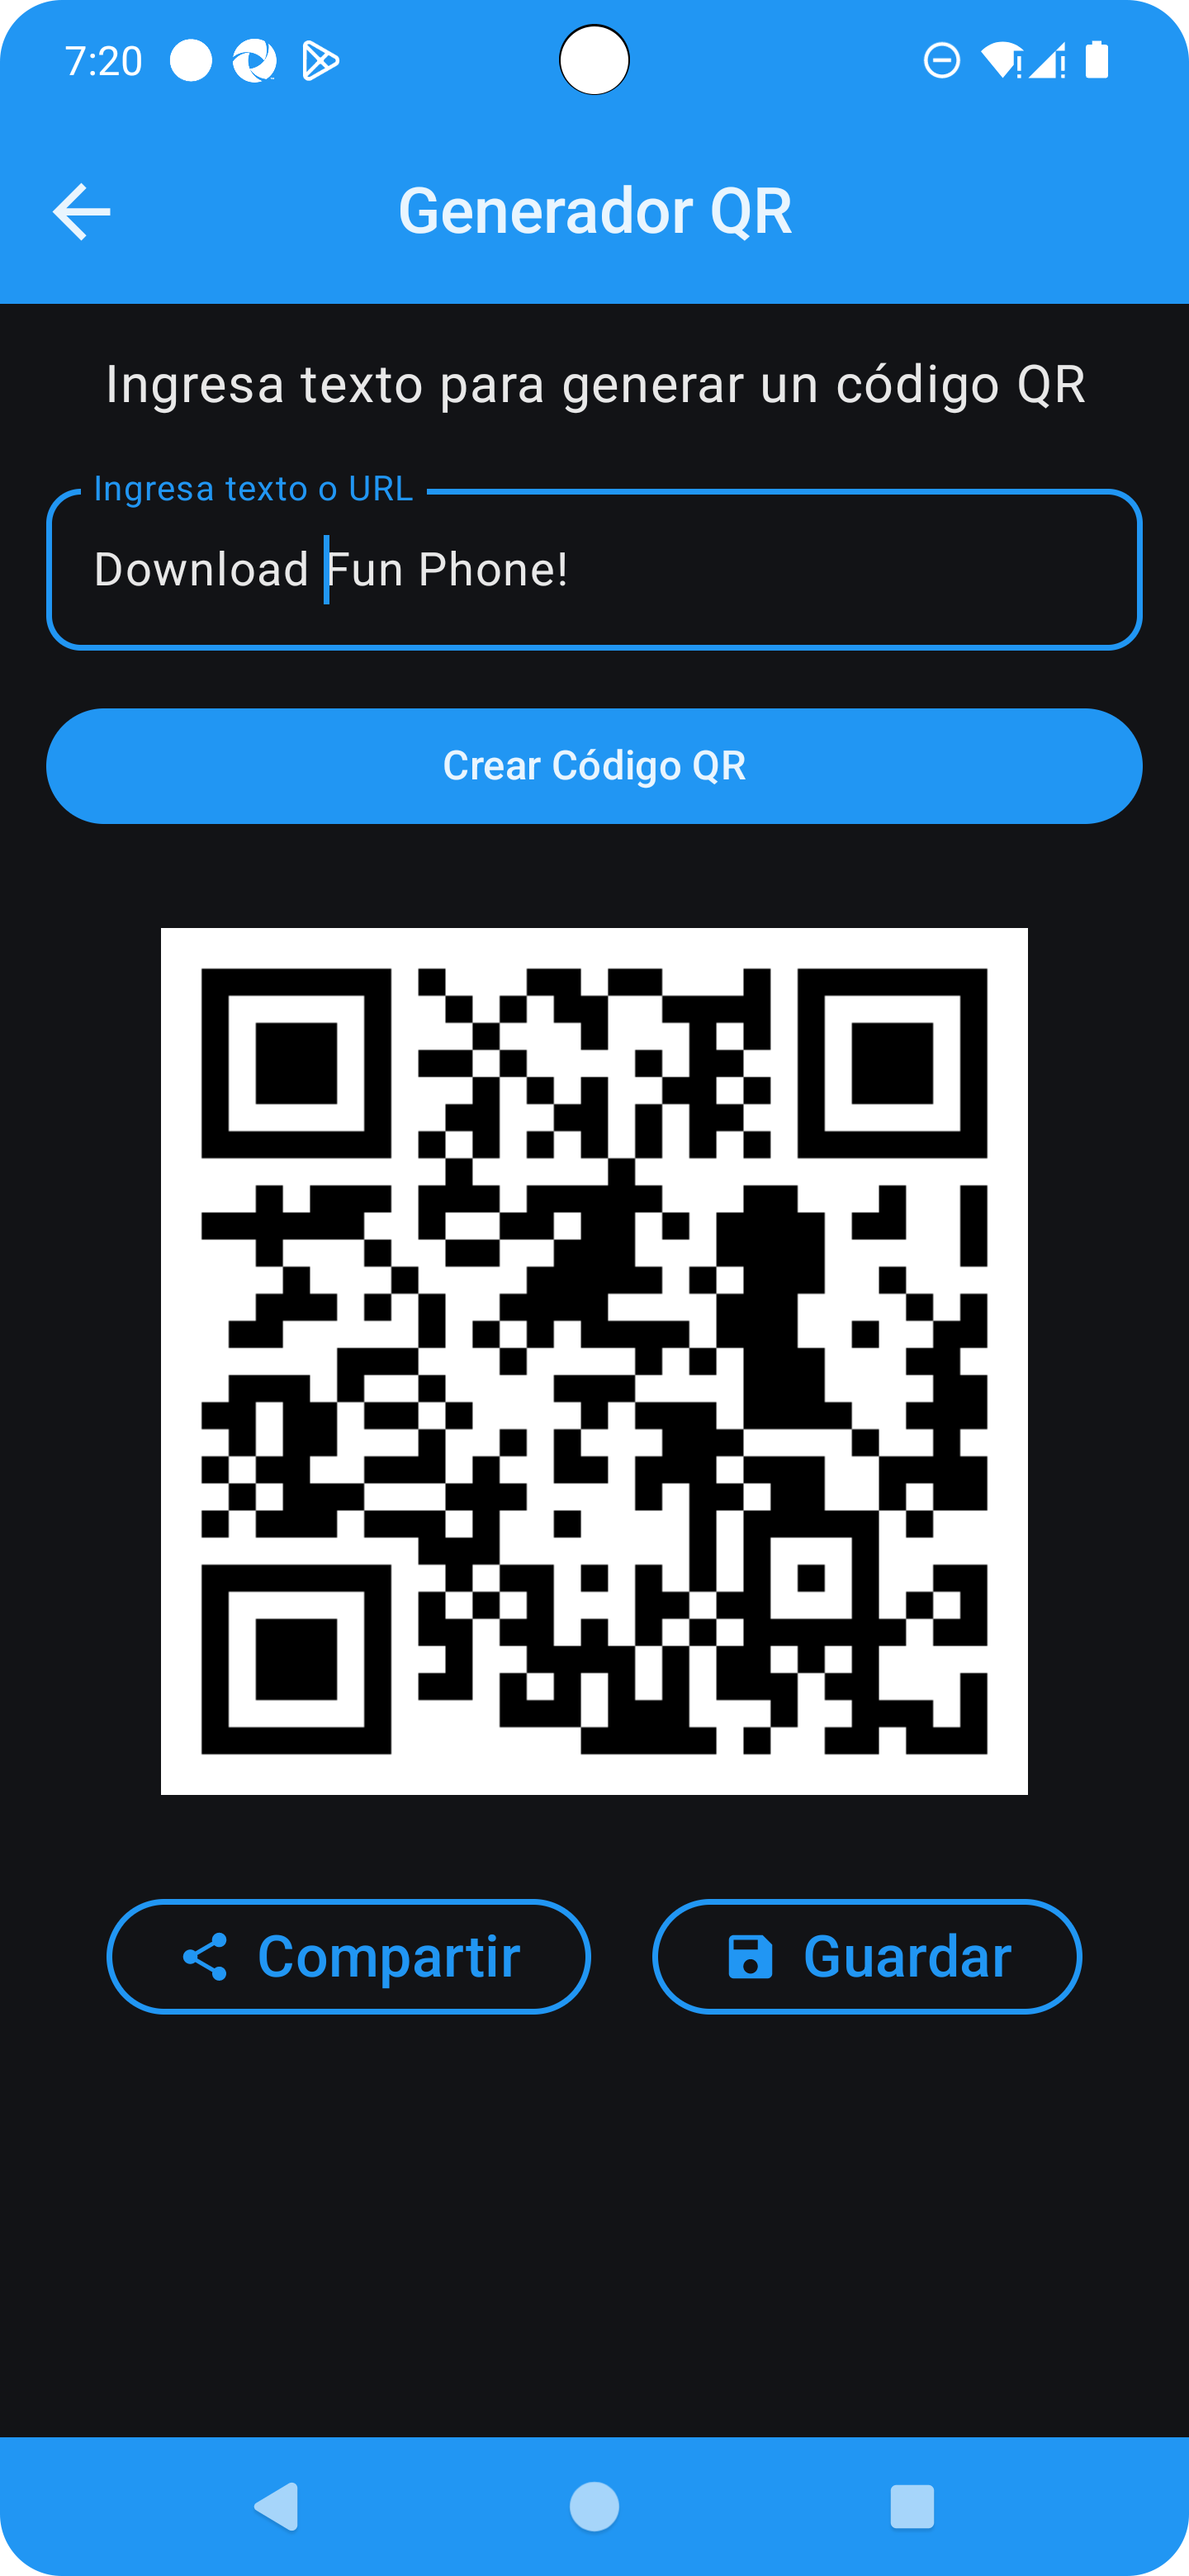 7:20
Generador QR
Ingresa texto para generar un código QR
Ingresa texto o URL
Download Fun Phone!
Crear Código QR
Compartir
Guardar